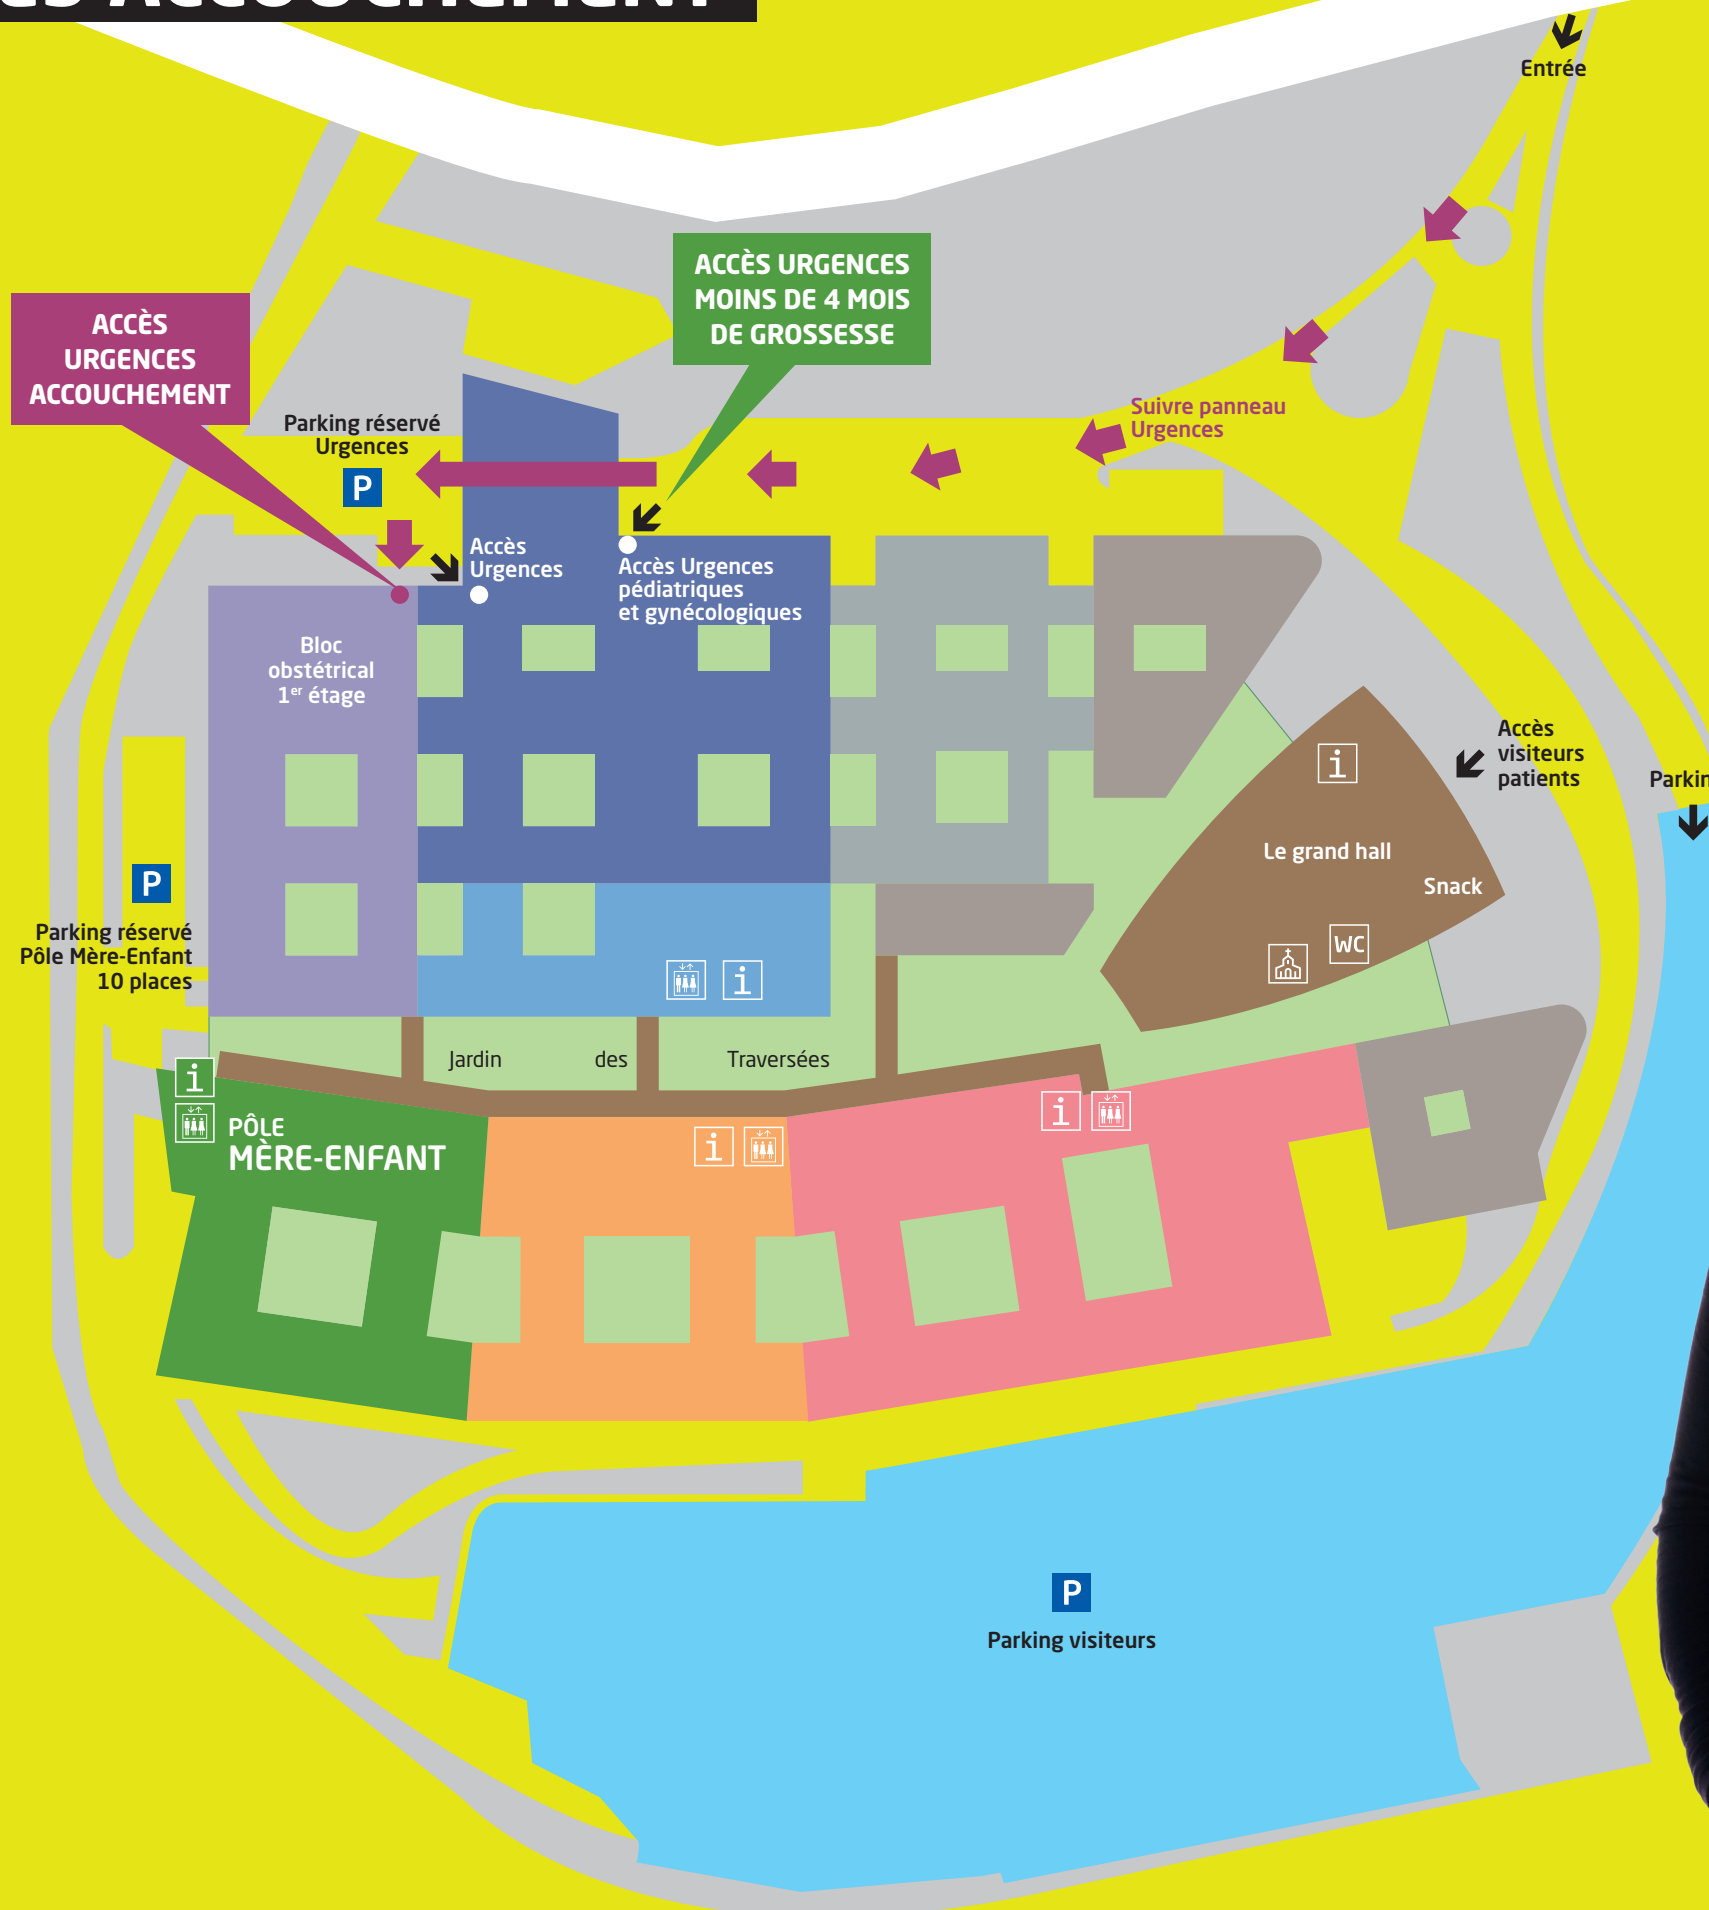 ACCOUCHEMENT
Entrée
ACCÈS URGENCES
MOINS DE 4 MOIS
DE GROSSESSE
ACCÈS
URGENCES
ACCOUCHEMENT
Parking réservé
Urgences
P
Suivre panneau
Urgences
Accès
Urgences
Accès Urgences
pédiatriques
et gynécologiques
Bloc
obstétrical
1er étage
Accès
visiteurs
patients
i
Le grand hall
Snack
WC
P
Parking réservé
Pôle Mère-Enfant
10 places
i
Jardin des Traversées
i
PÔLE
MÈRE-ENFANT
i
i
P
Parking visiteurs